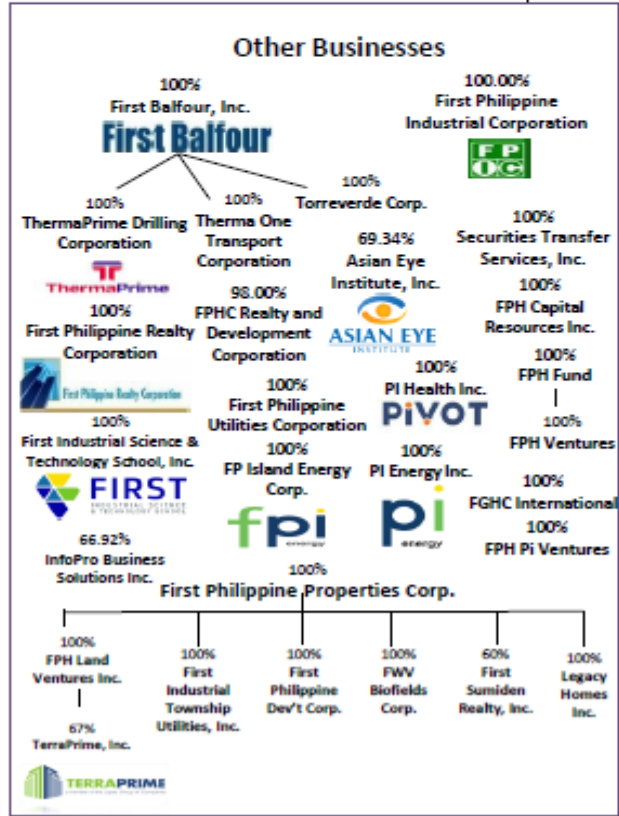 Other Businesses
100%
First Balfour, Inc.
First Balfour
100.00%
First Philippine
Industrial Corporation
FP
IC
100%
ThermaPrime Drilling
Corporation
ThermaPrime
100%
Therma One
Transport
Corporation
100%
Torreverde Corp.
69.34%
Asian Eye
Institute, Inc.
ASIAN EYE
INSTITUTE
100%
Securities Transfer
Services, Inc.
100%
First Philippine Realty
Corporation
First Philippine Realty Corporation
98.00%
FPHC Realty and
Development
Corporation
100%
FPH Capital
Resources Inc.
100%
FPH Fund
100%
FPH Ventures
100%
First Philippine
Utilities Corporation
100%
PI Health Inc.
PiVOT
100%
First Industrial Science &
Technology School, Inc.
FIRST
INDUSTRIAL SCIENCE
& TECHNOLOGY SCHOOL
100%
FP Island Energy
Corp.
fpi
energy
100%
PI Energy Inc.
pi
energy
100%
FGHC International
100%
FPH Pi Ventures
66.92%
InfoPro Business
Solutions Inc.
100%
First Philippine Properties Corp.
100%
FPH Land
Ventures Inc.
67%
TerraPrime, Inc.
TERRAPRIME
100%
First
Industrial
Township
Utilities, Inc.
100%
First
Philippine
Dev't Corp.
100%
FWV
Biofields
Corp.
60%
First
Sumiden
Realty, Inc.
100%
Legacy
Homes
Inc.